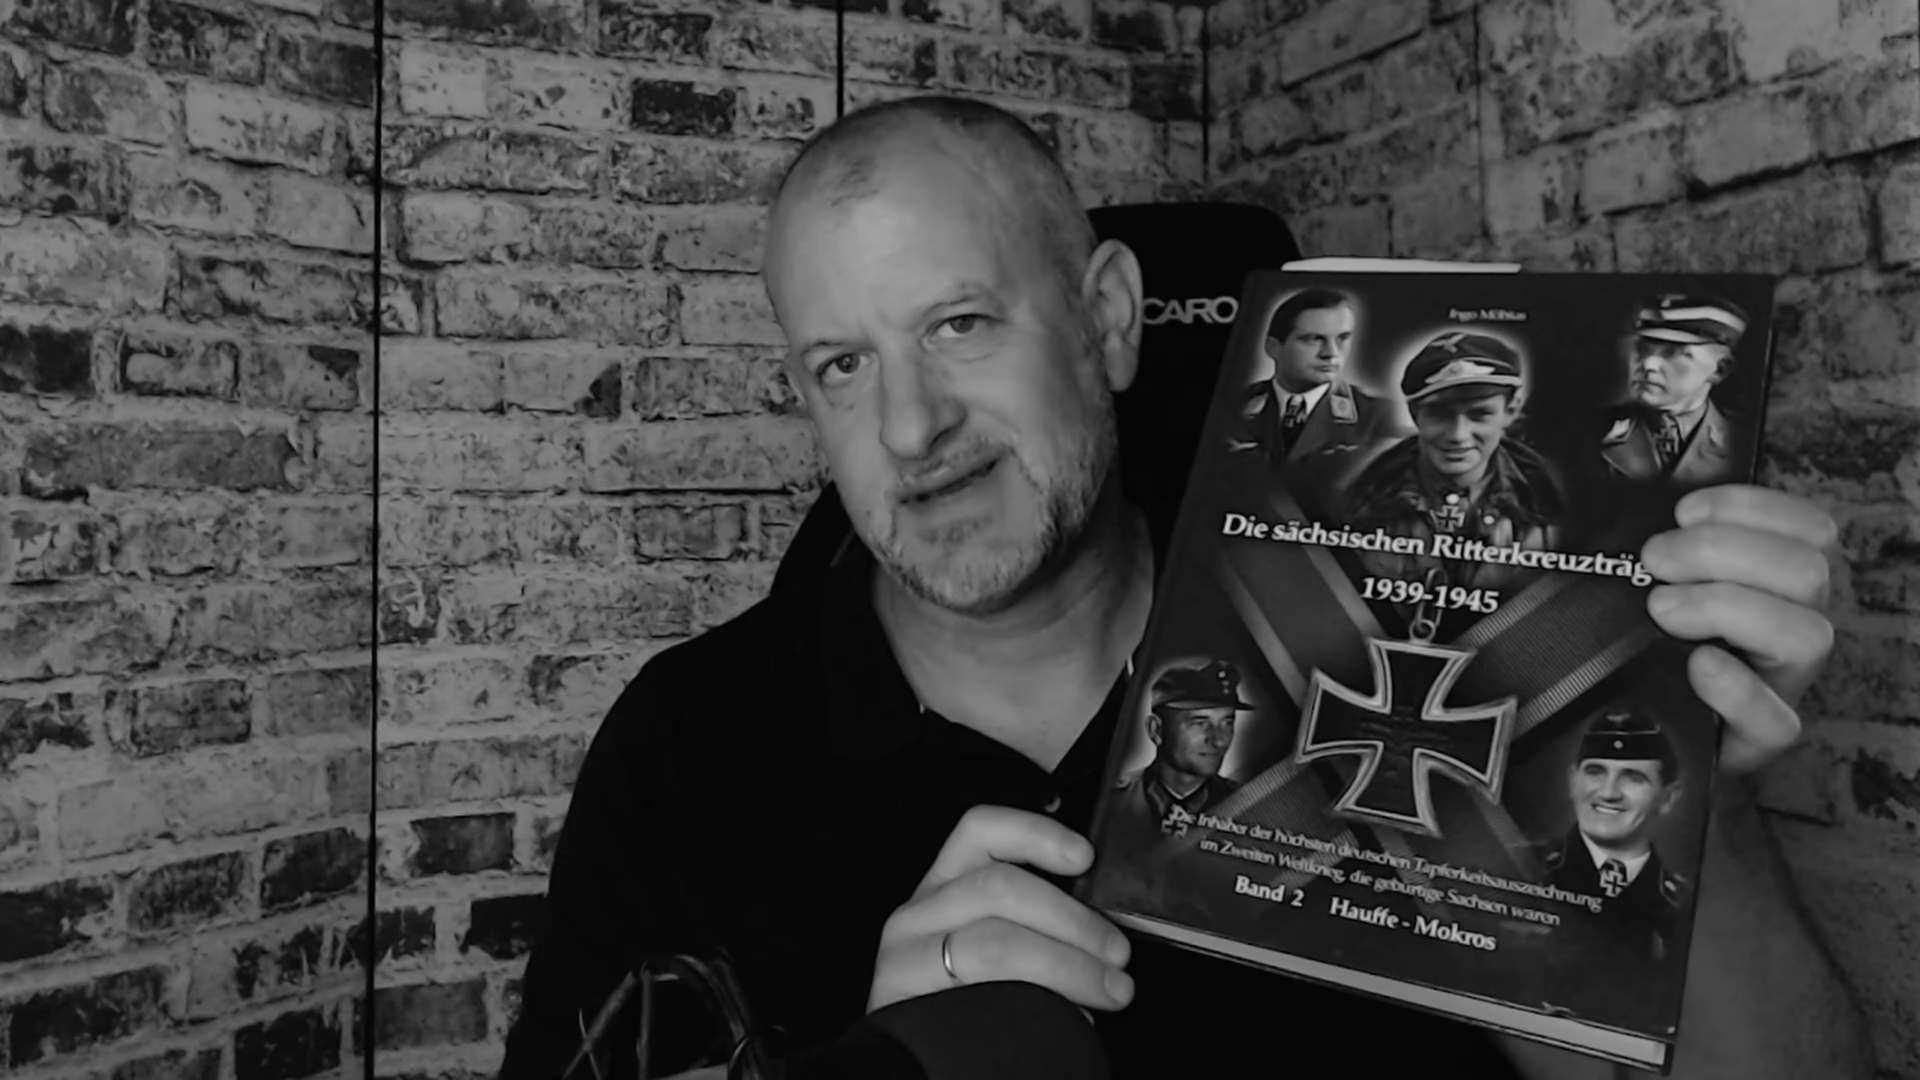 CARO
Ingo Möbius
Die sächsischen Ritterkreuzträg
1939-1945
Die Inhaber der höchsten deutschen Tapferkeitsauszeichnung
im Zweiten Weltkrieg, die gebürtige Sachsen waren
Band 2 Hauffe - Mokros